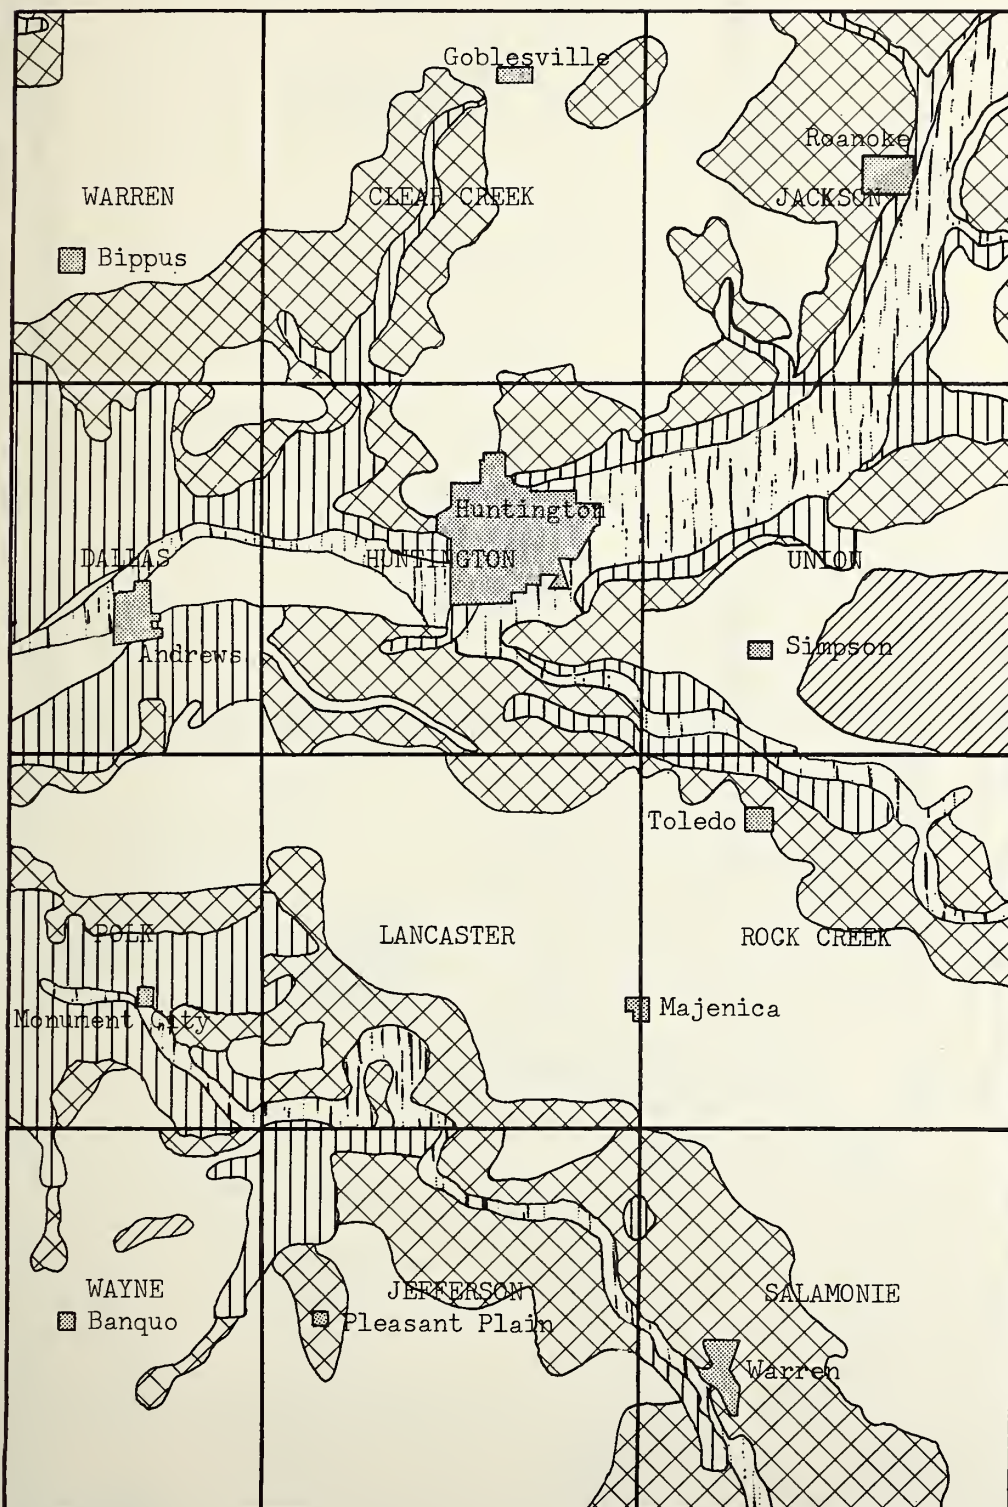 Goblesville
Roanoke
WARREN
CLEAR CREEK
JACKSON
Bippus
Huntington
DALLAS
HUNTINGTON
UNION
Andrews
Simpson
Toledo
POLK
LANCASTER
ROCK CREEK
Monument City
Majenica
WAYNE
JEFFERSON
SALAMONIE
Banquo
Pleasant Plain
Warren